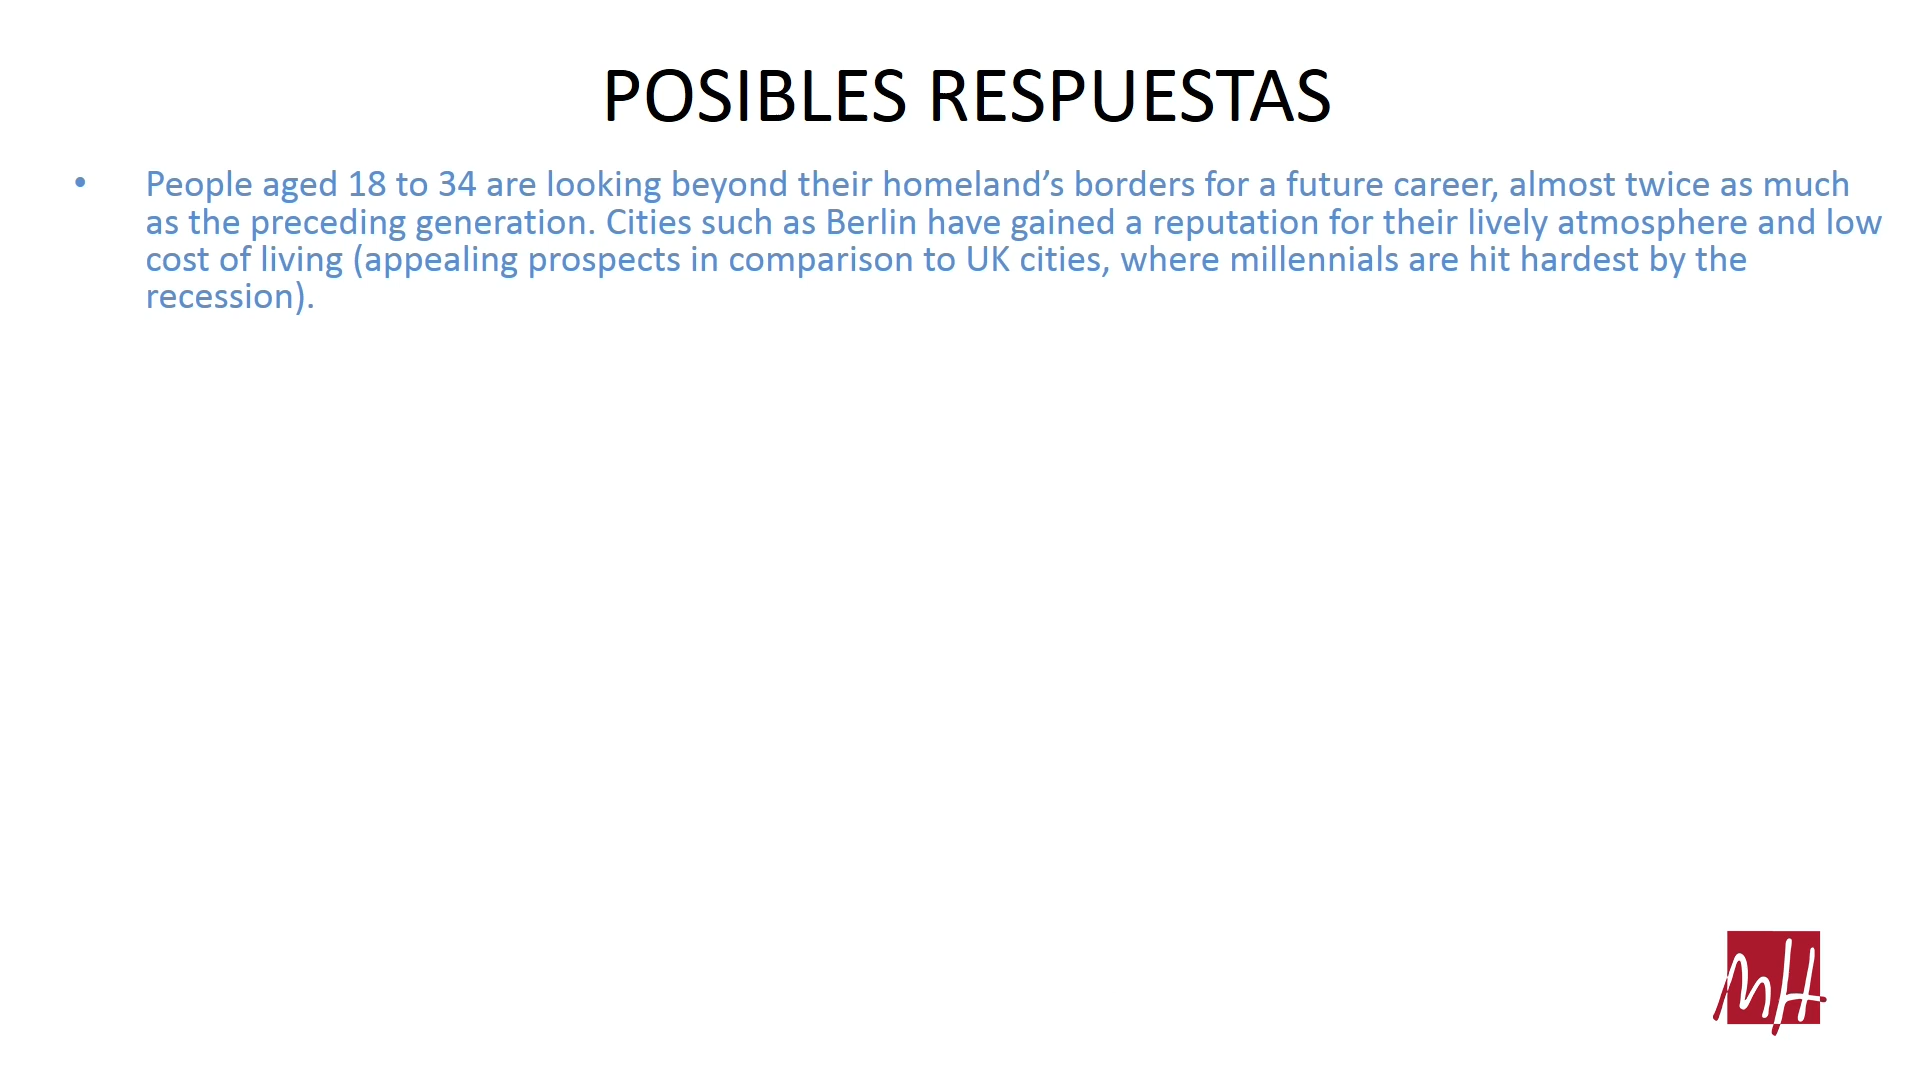 POSIBLES RESPUESTAS
• People aged 18 to 34 are looking beyond their homeland’s borders for a future career, almost twice as much
as the preceding generation. Cities such as Berlin have gained a reputation for their lively atmosphere and low
cost of living (appealing prospects in comparison to UK cities, where millennials are hit hardest by the
recession).
MH